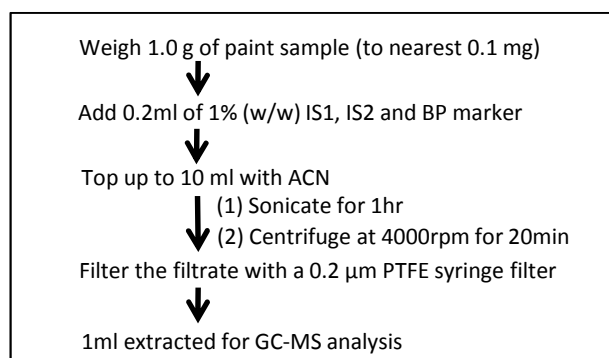 Weigh 1.0 g of paint sample (to nearest 0.1 mg)
Add 0.2ml of 1% (w/w) IS1, IS2 and BP marker
Top up to 10 ml with ACN
(1) Sonicate for 1hr
(2) Centrifuge at 4000rpm for 20min
Filter the filtrate with a 0.2 µm PTFE syringe filter
1ml extracted for GC-MS analysis